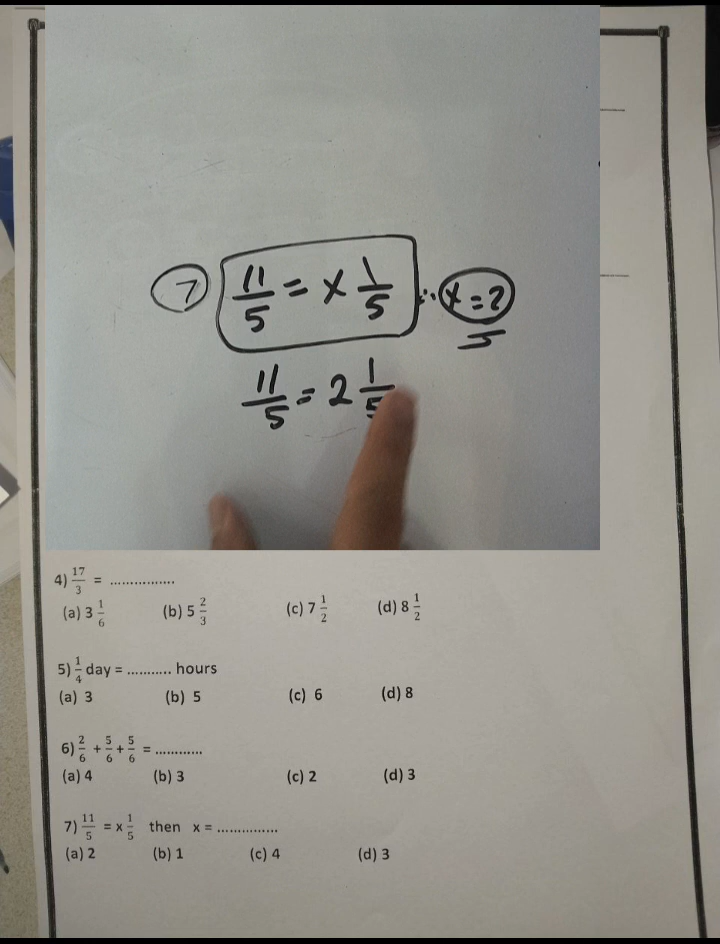 7 11/5 = x 1/5 ∴ x = 2
11/5 = 2 1/5
4) 17/3 = ................
(a) 3 1/6 (b) 5 2/3 (c) 7 1/2 (d) 8 1/2
5) 1/4 day = ........... hours
(a) 3 (b) 5 (c) 6 (d) 8
6) 2/6 + 5/6 + 5/6 = ............
(a) 4 (b) 3 (c) 2 (d) 3
7) 11/5 = x 1/5 then x = ...............
(a) 2 (b) 1 (c) 4 (d) 3